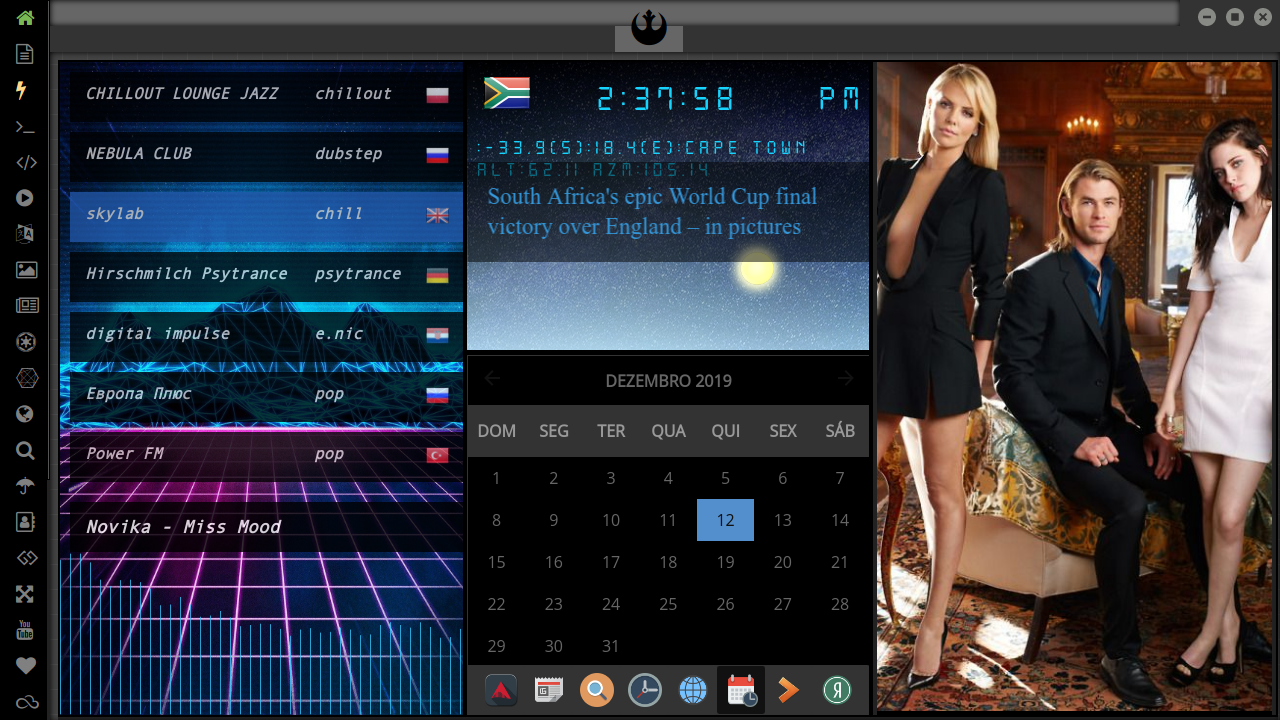 CHILLOUT LOUNGE JAZZ chillout
NEBULA CLUB dubstep
skylab chill
Hirschmilch Psytrance psytrance
digital impulse e.nic
Европа Плюс pop
Power FM pop
Novika - Miss Mood
2:37:58 PM
:-33.9(S):18.4(E):CAPE TOWN
ALT:62.11 AZM:105.14
South Africa's epic World Cup final
victory over England – in pictures
DEZEMBRO 2019
DOM SEG TER QUA QUI SEX SÁB
1 2 3 4 5 6 7
8 9 10 11 12 13 14
15 16 17 18 19 20 21
22 23 24 25 26 27 28
29 30 31
You
Tube
Я